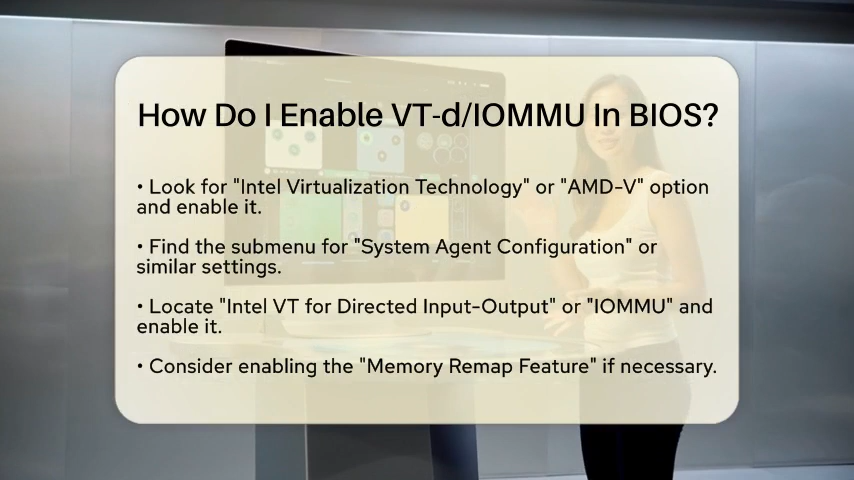 How Do I Enable VT-d/IOMMU In BIOS?
• Look for "Intel Virtualization Technology" or "AMD-V" option
and enable it.
• Find the submenu for "System Agent Configuration" or
similar settings.
• Locate "Intel VT for Directed Input-Output" or "IOMMU" and
enable it.
• Consider enabling the "Memory Remap Feature" if necessary.